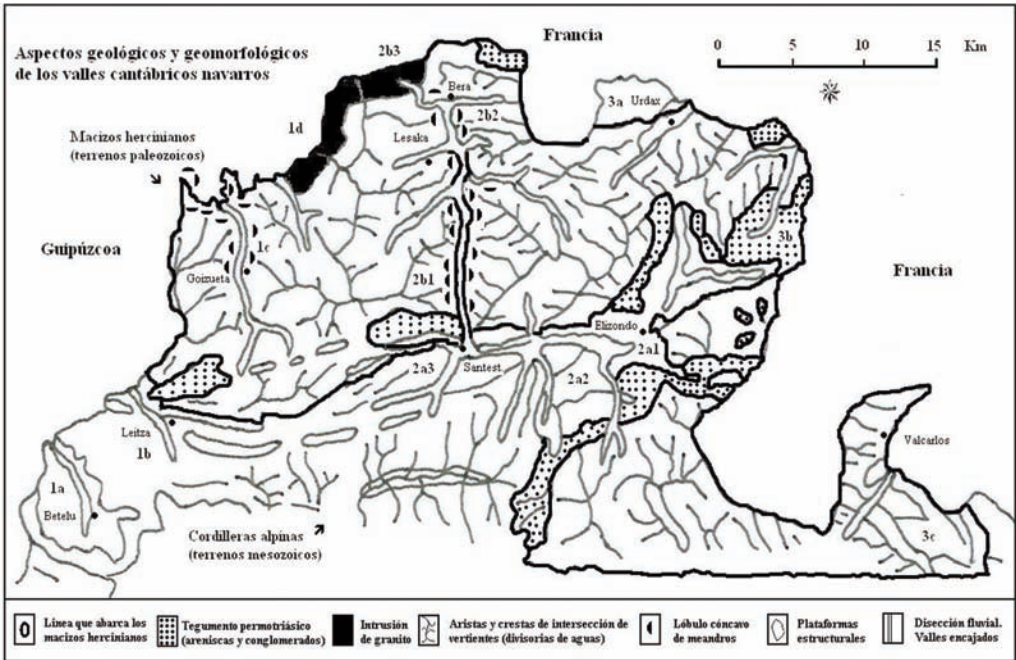 Aspectos geológicos y geomorfológicos
de los valles cantábricos navarros
2b3
Francia
0 5 10 15 Km
Bera
3a Urdax
2b2
Lesaka
1d
Macizos hercinianos
(terrenos paleozoicos)
Guipúzcoa
1c
Goizueta
2b1
3b
Francia
Elizondo
2a1
Santest.
2a3
2a2
Leitza
1b
Valcarlos
1a
Betelu
Cordilleras alpinas
(terrenos mesozoicos)
3c
Línea que abarca los
macizos hercinianos
Tegumento permotriásico
(areniscas y conglomerados)
Intrusión
de granito
Aristas y crestas de intersección de
vertientes (divisorias de aguas)
Lóbulo cóncavo
de meandros
Plataformas
estructurales
Disección fluvial.
Valles encajados